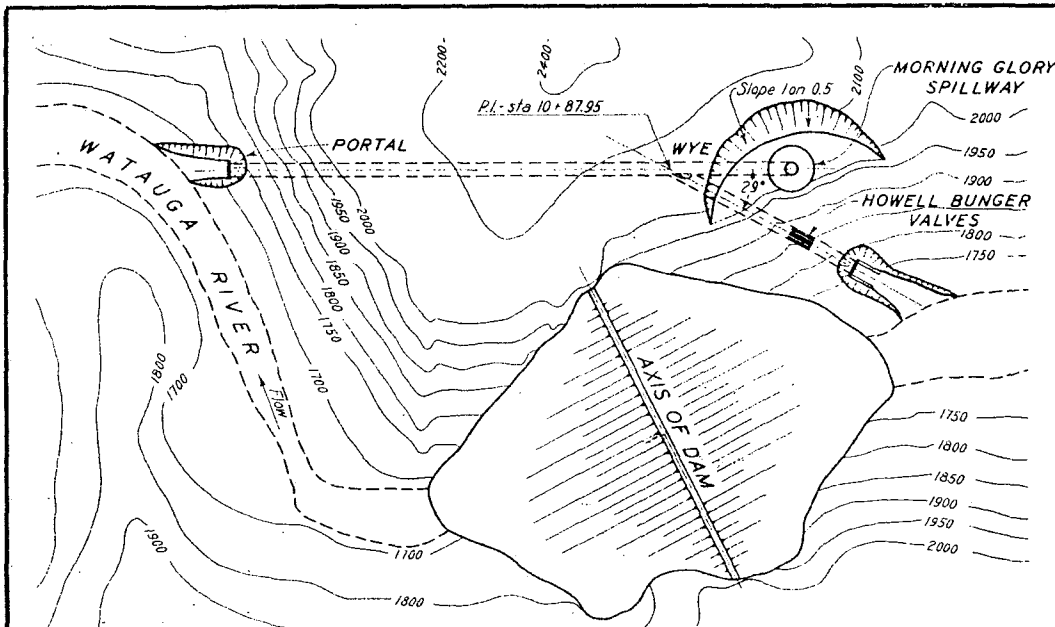 2200
2400
2100
MORNING GLORY
SPILLWAY
Slope 1 on 0.5
P.I.- sta 10+87.95
2000
PORTAL
WYE
1950
29°
1900
WATAUGA
RIVER
Flow
HOWELL BUNGER
VALVES
1800
1750
2000
1950
1900
1850
1800
1750
1700
1800
1700
AXIS OF DAM
1750
1800
1850
1900
1950
2000
1900
1700
1800